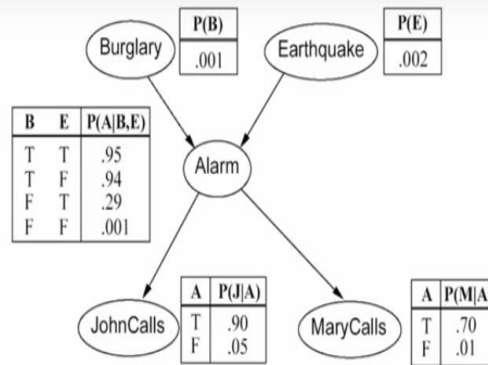 Burglary
P(B)
.001
Earthquake
P(E)
.002
B E P(A|B,E)
T T .95
T F .94
F T .29
F F .001
Alarm
JohnCalls
A P(J|A)
T .90
F .05
MaryCalls
A P(M|A
T .70
F .01